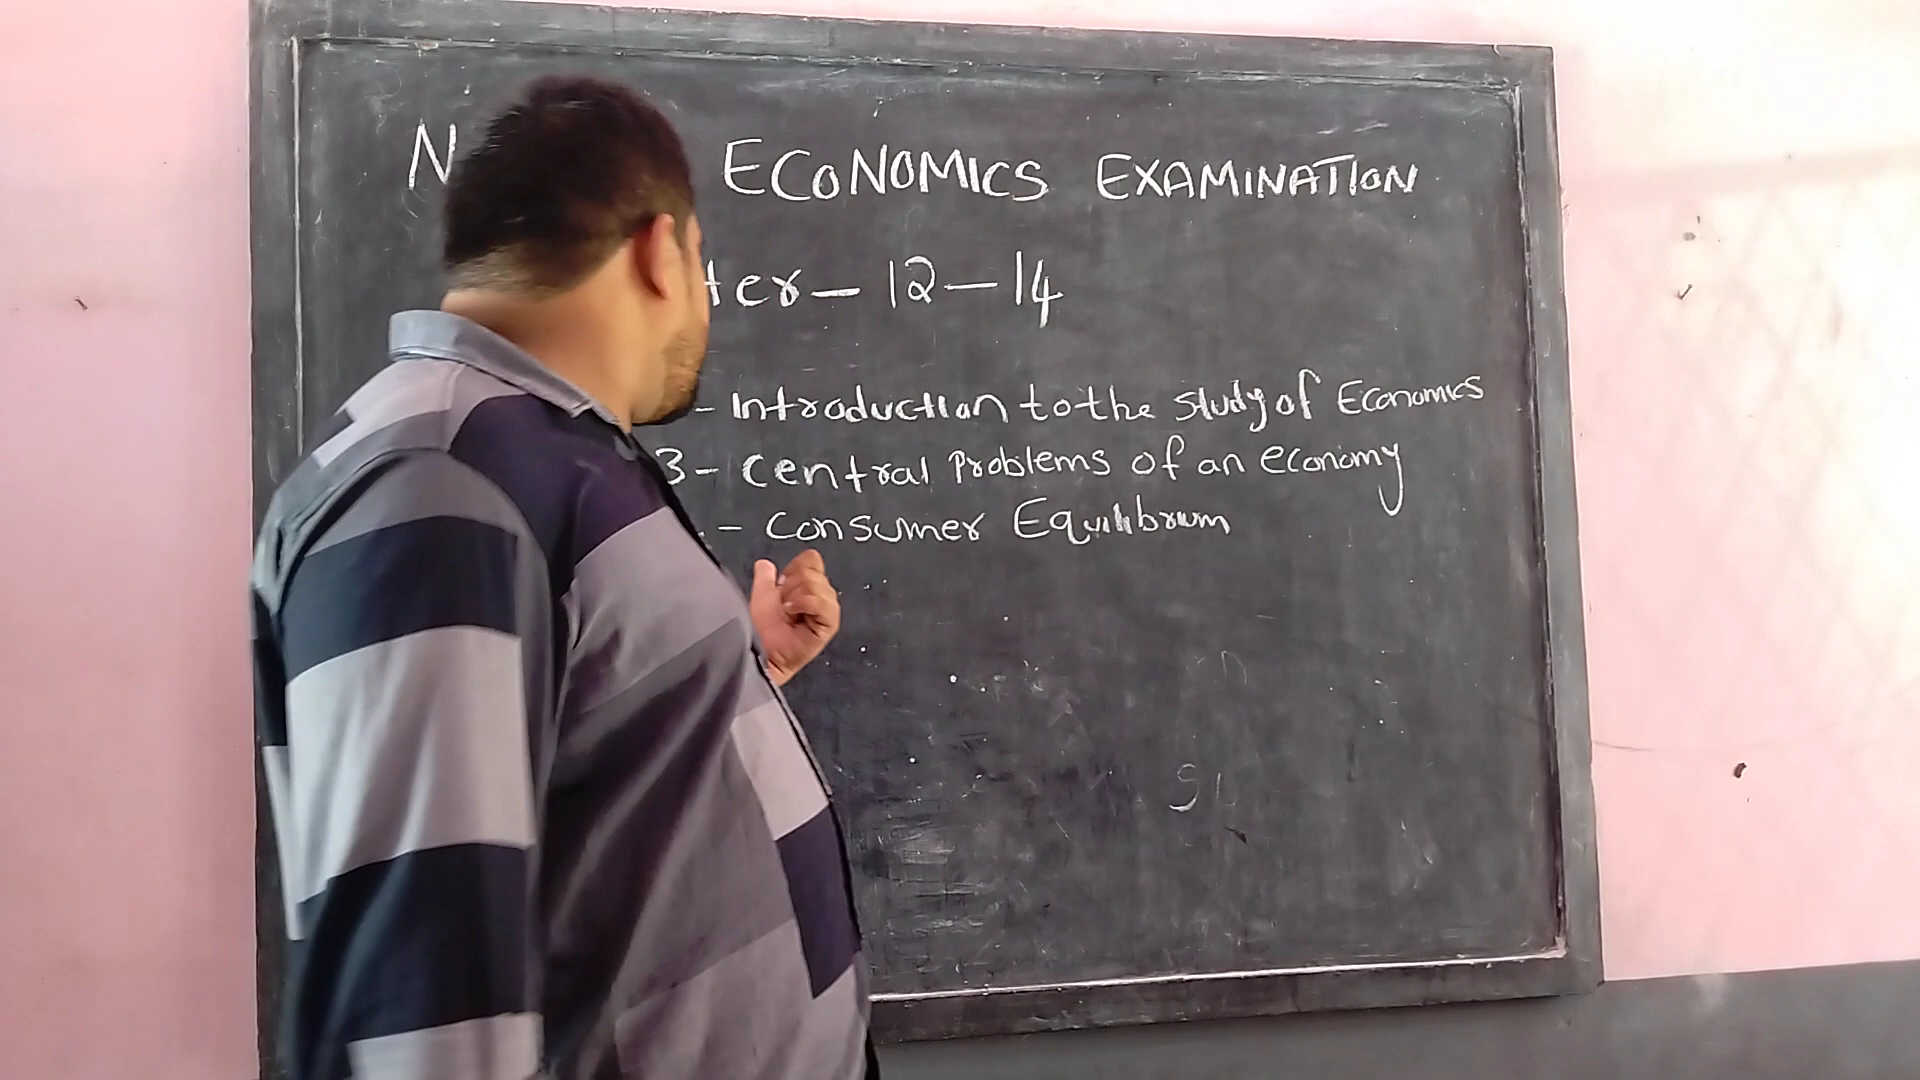 N ECONOMICS EXAMINATION
ter - 12 - 14
- Introduction to the study of Economics
3 - Central Problems of an economy
- Consumer Equilibrium